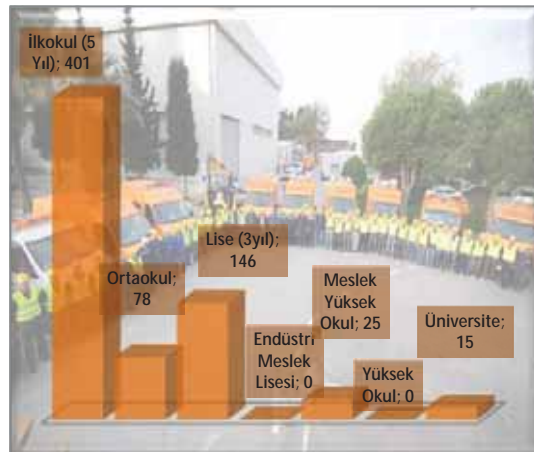 İlkokul (5
Yıl); 401
Ortaokul;
78
Lise (3yıl);
146
Endüstri
Meslek
Lisesi; 0
Meslek
Yüksek
Okul; 25
Yüksek
Okul; 0
Üniversite;
15